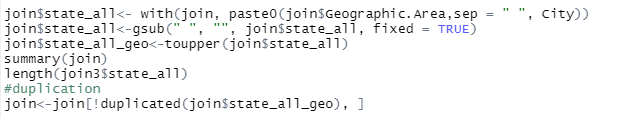 join$state_all<- with(join, paste0(join$Geographic.Area,sep = " ", City))
join$state_all<-gsub(" ", "", join$state_all, fixed = TRUE)
join$state_all_geo<-toupper(join$state_all)
summary(join)
length(join3$state_all)
#duplication
join<-join[!duplicated(join$state_all_geo), ]